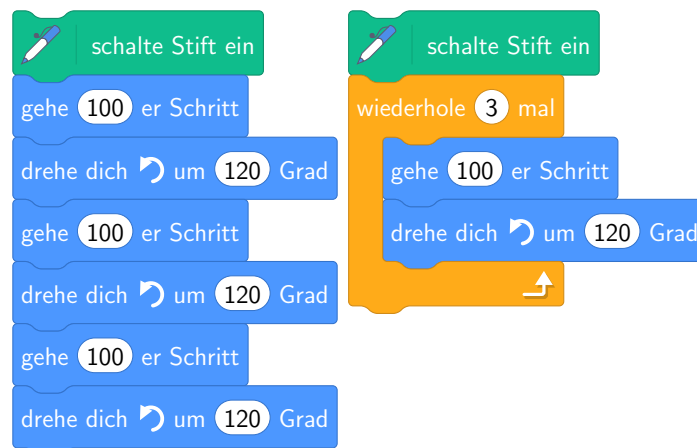 schalte Stift ein
gehe 100 er Schritt
drehe dich um 120 Grad
gehe 100 er Schritt
drehe dich um 120 Grad
gehe 100 er Schritt
drehe dich um 120 Grad
schalte Stift ein
wiederhole 3 mal
gehe 100 er Schritt
drehe dich um 120 Grad